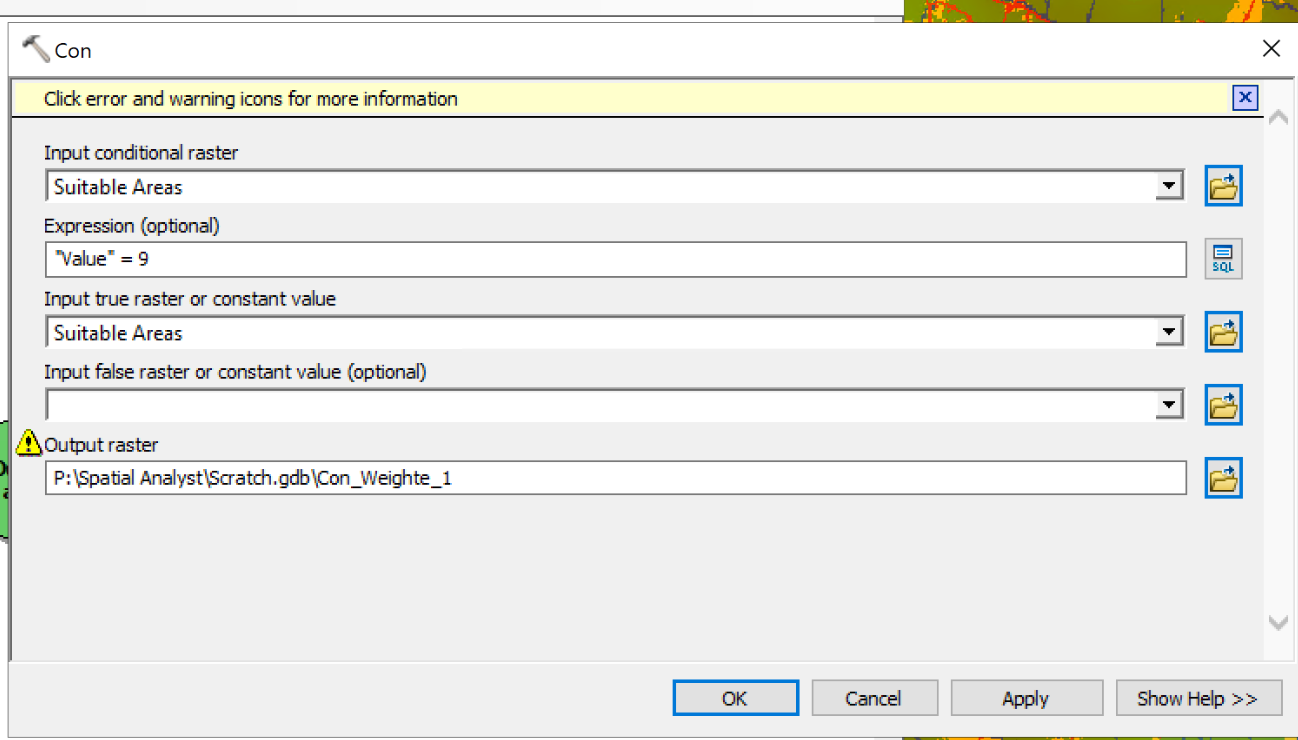 Con
Click error and warning icons for more information
Input conditional raster
Suitable Areas
Expression (optional)
"Value" = 9
SQL
Input true raster or constant value
Suitable Areas
Input false raster or constant value (optional)
Output raster
P:\Spatial Analyst\Scratch.gdb\Con_Weighte_1
OK
Cancel
Apply
Show Help >>